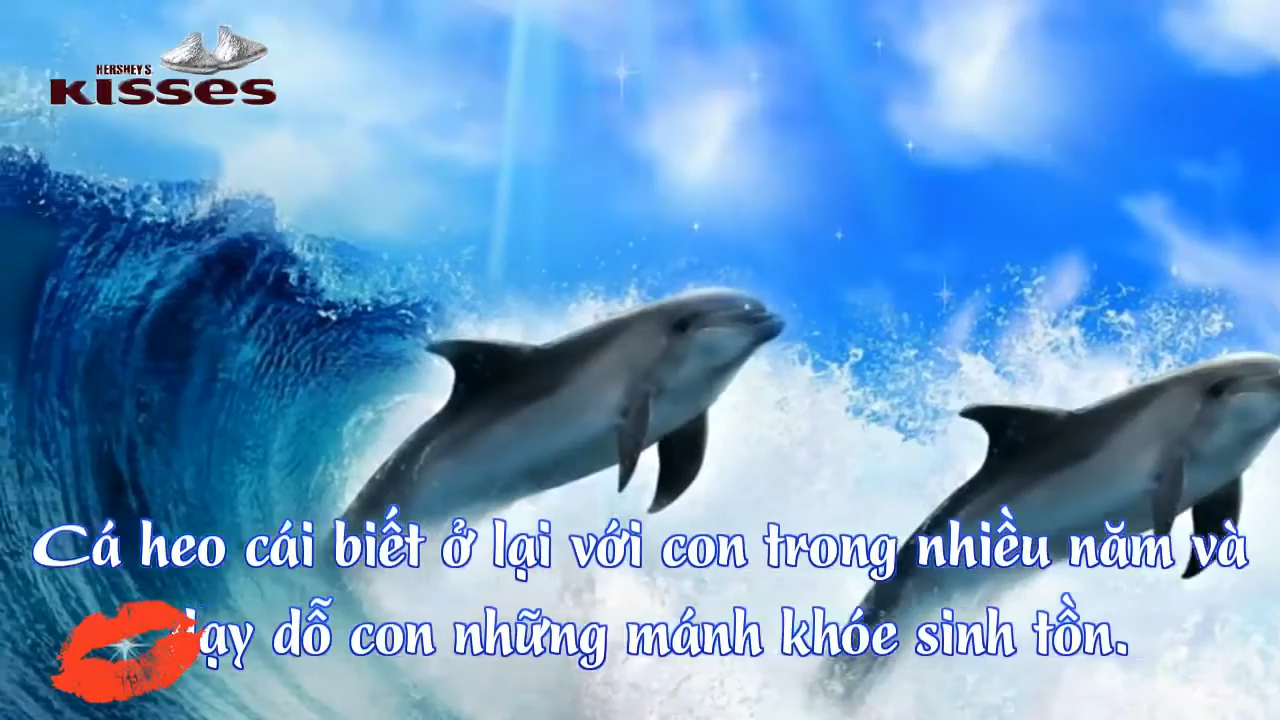 HERSHEY'S
KISSES
Cá heo cái biết ở lại với con trong nhiều năm và
dạy dỗ con những mánh khóe sinh tồn.